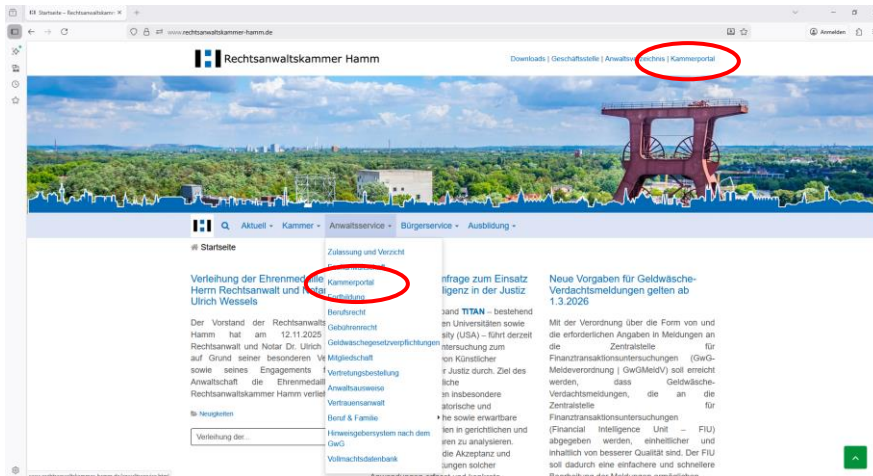 Startseite – Rechtsanwaltskamm
www.rechtsanwaltskammer-hamm.de
Anmelden
Rechtsanwaltskammer Hamm
Downloads | Geschäftsstelle | Anwaltsverzeichnis | Kammerportal
Aktuell
Kammer
Anwaltsservice
Bürgerservice
Ausbildung
Startseite
Zulassung und Verzicht
Kammerportal
Fortbildung
Berufsrecht
Gebührenrecht
Geldwäschegesetzverpflichtungen
Mitgliedschaft
Vertretungsbestellung
Anwaltsausweise
Vertrauensanwalt
Beruf & Familie
Hinweisgebersystem nach dem
GwG
Vollmachtsdatenbank
Verleihung der Ehrenmedaille
Herrn Rechtsanwalt und Notar
Ulrich Wessels
Der Vorstand der Rechtsanwalts
Hamm hat am 12.11.2025
Rechtsanwalt und Notar Dr. Ulrich
auf Grund seiner besonderen Ve
sowie seines Engagements f
Anwaltschaft die Ehrenmedaill
Rechtsanwaltskammer Hamm verlie
Neuigkeiten
Verleihung der...
mfrage zum Einsatz
ligenz in der Justiz
band TITAN – bestehend
en Universitäten sowie
sity (USA) – führt derzeit
ntersuchung zum
von Künstlicher
r Justiz durch. Ziel des
liche
en insbesondere
atorische und
he sowie erwartbare
ien in gerichtlichen und
ren zu analysieren.
die Akzeptanz und
kungen solcher
Neue Vorgaben für Geldwäsche-
Verdachtsmeldungen gelten ab
1.3.2026
Mit der Verordnung über die Form von und
die erforderlichen Angaben in Meldungen an
die Zentralstelle für
Finanztransaktionsuntersuchungen (GwG-
Meldeverordnung | GwGMeldV) soll erreicht
werden, dass Geldwäsche-
Verdachtsmeldungen, die an die
Zentralstelle für
Finanztransaktionsuntersuchungen
(Financial Intelligence Unit – FIU)
abgegeben werden, einheitlicher und
inhaltlich von besserer Qualität sind. Der FIU
soll dadurch eine einfachere und schnellere